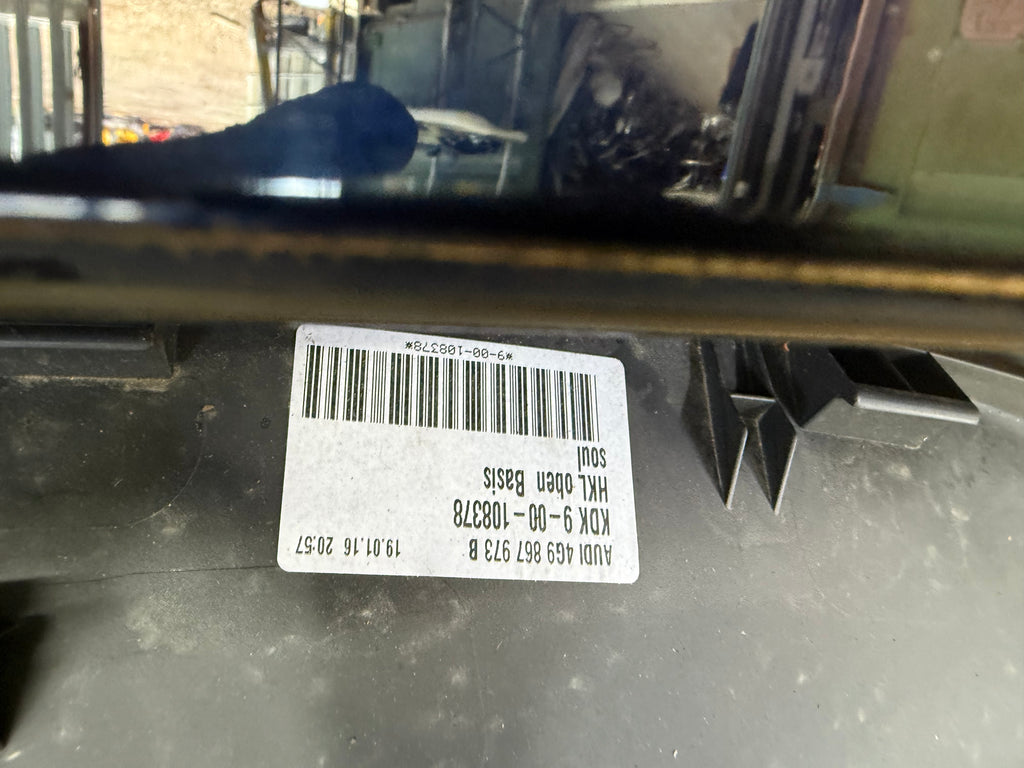 AUDI 4G9 867 973 B 19.01.16 20:57
KDK 9-00-108378
HKL oben Basis
soul
*9-00-108378*